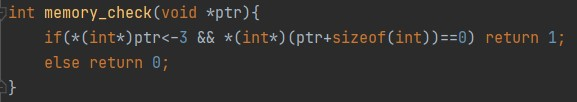 int memory_check(void *ptr){
if(*(int*)ptr<-3 && *(int*)(ptr+sizeof(int))==0) return 1;
else return 0;
}